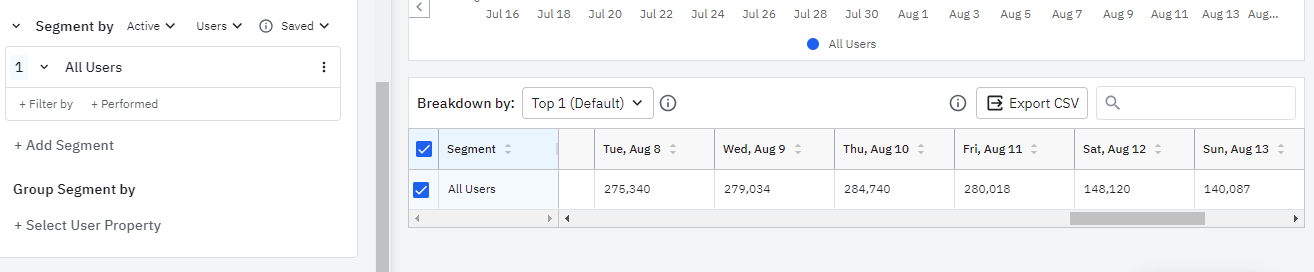 Segment by Active Users Saved
1 All Users
+ Filter by + Performed
+ Add Segment
Group Segment by
+ Select User Property
Jul 16 Jul 18 Jul 20 Jul 22 Jul 24 Jul 26 Jul 28 Jul 30 Aug 1 Aug 3 Aug 5 Aug 7 Aug 9 Aug 11 Aug 13 Aug...
All Users
Breakdown by: Top 1 (Default) Export CSV
Segment Tue, Aug 8 Wed, Aug 9 Thu, Aug 10 Fri, Aug 11 Sat, Aug 12 Sun, Aug 13
All Users 275,340 279,034 284,740 280,018 148,120 140,087